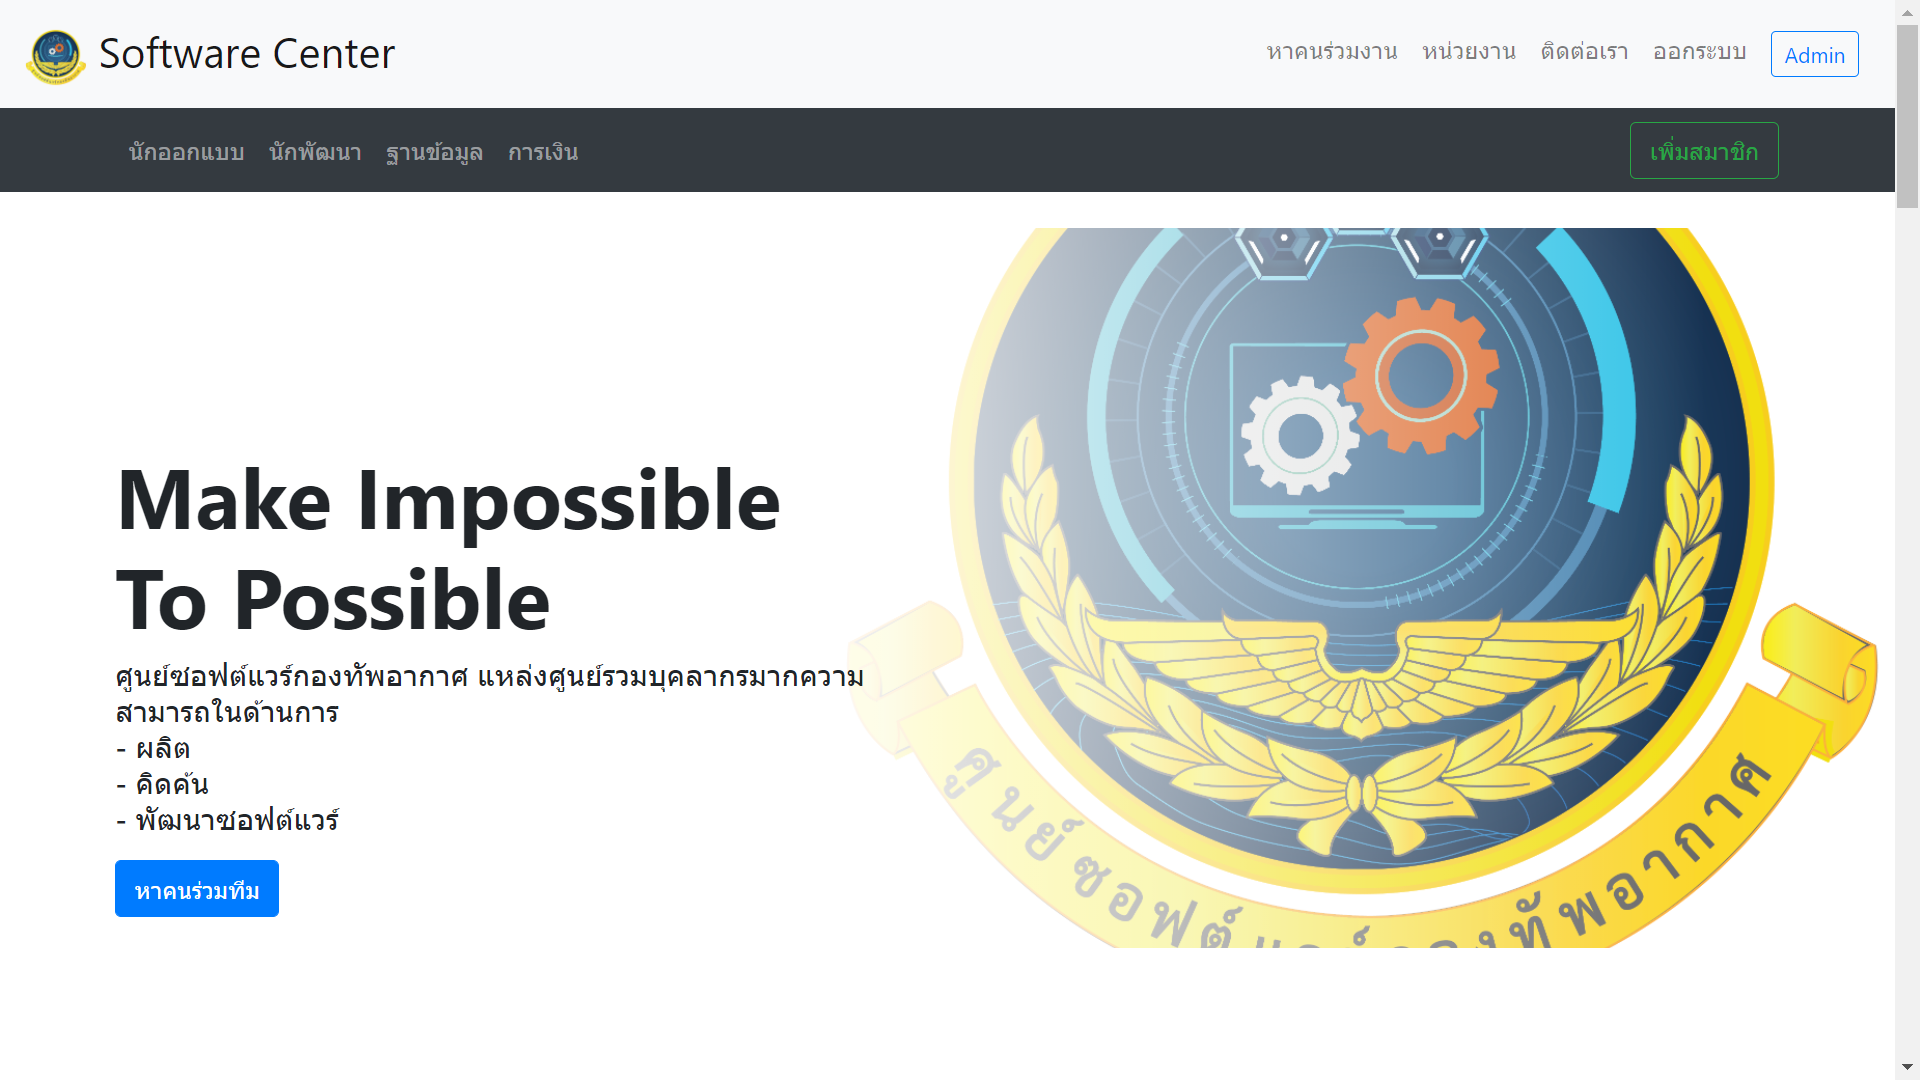 Software Center
หาคนร่วมงาน หน่วยงาน ติดต่อเรา ออกระบบ Admin
นักออกแบบ นักพัฒนา ฐานข้อมูล การเงิน เพิ่มสมาชิก
Make Impossible
To Possible
ศูนย์ซอฟต์แวร์กองทัพอากาศ แหล่งศูนย์รวมบุคลากรมากความ
สามารถในด้านการ
- ผลิต
- คิดค้น
- พัฒนาซอฟต์แวร์
หาคนร่วมทีม
ศูนย์ซอฟต์แวร์กองทัพอากาศ